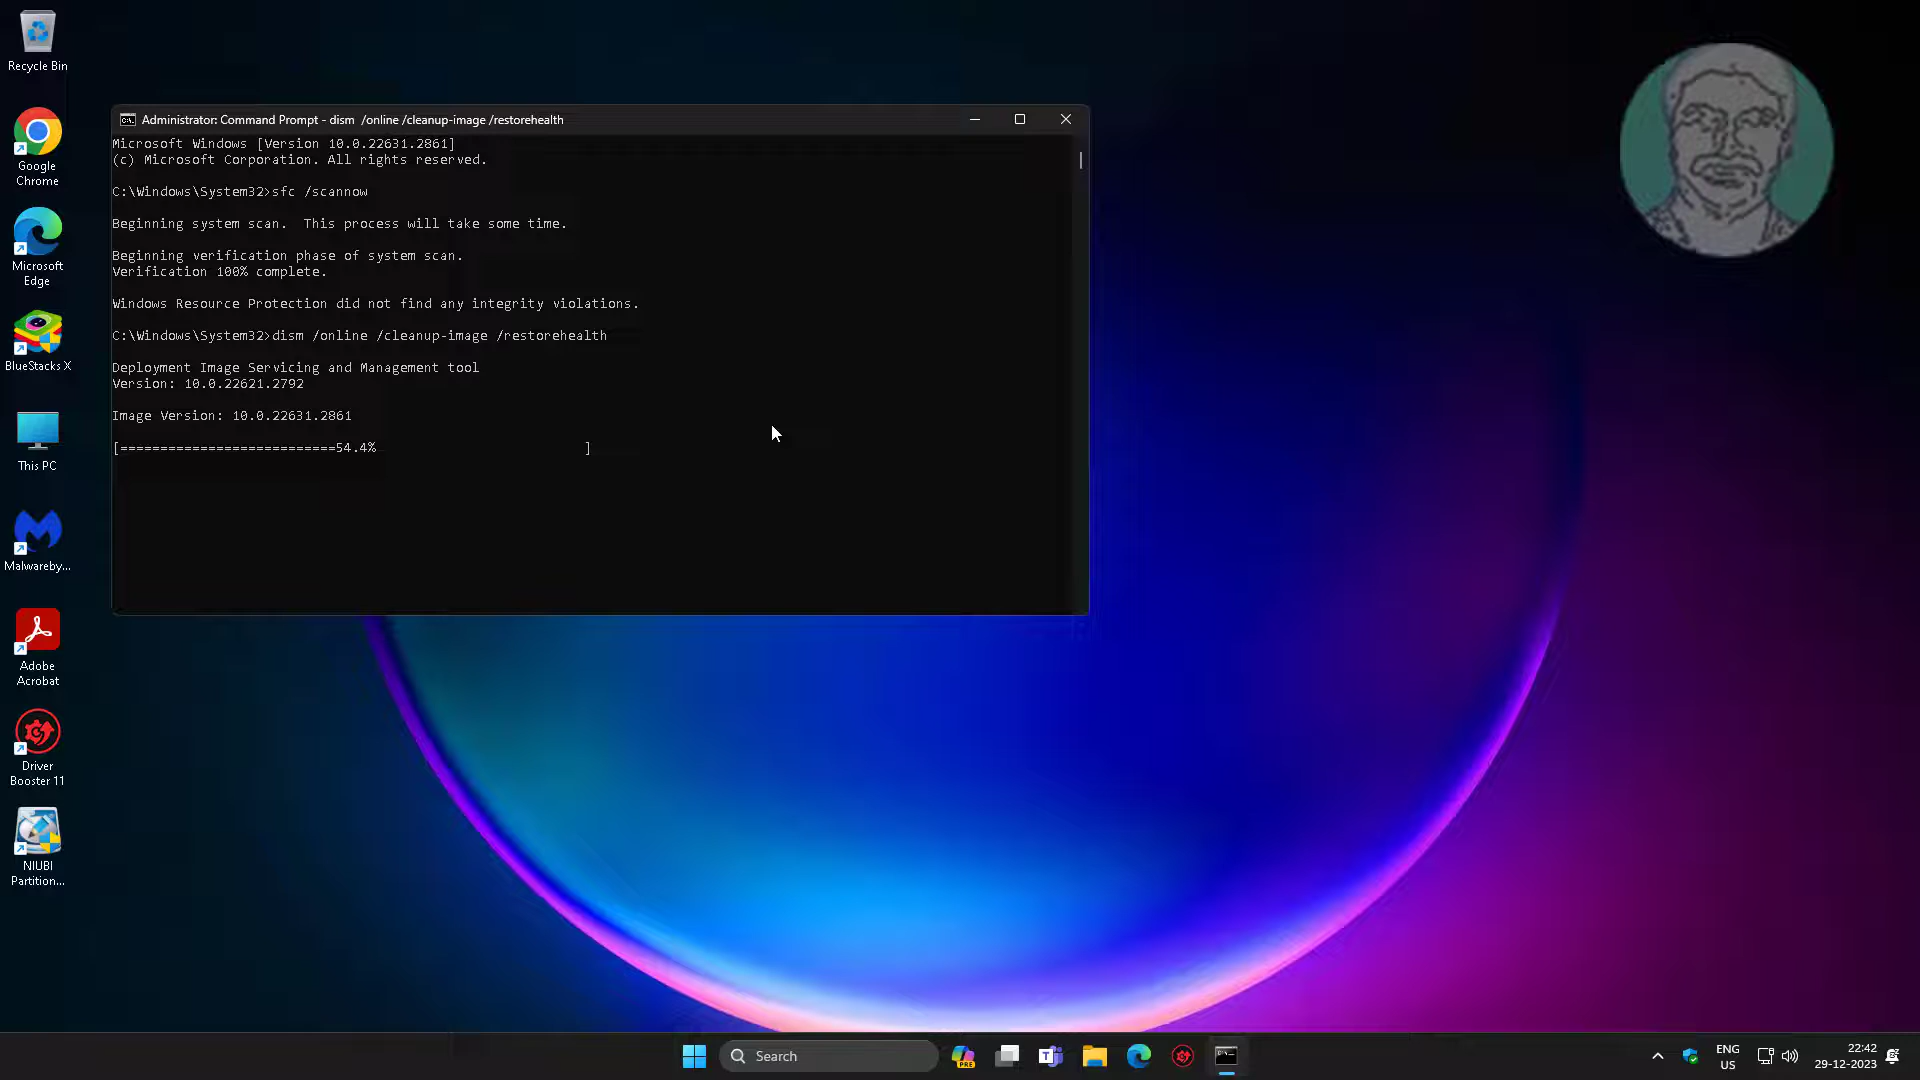 Recycle Bin
Google
Chrome
Microsoft
Edge
BlueStacks X
This PC
Malwareby...
Adobe
Acrobat
Driver
Booster 11
NIUBI
Partition...
Administrator: Command Prompt - dism  /online /cleanup-image /restorehealth
Microsoft Windows [Version 10.0.22631.2861]
(c) Microsoft Corporation. All rights reserved.
C:\Windows\System32>sfc /scannow
Beginning system scan.  This process will take some time.
Beginning verification phase of system scan.
Verification 100% complete.
Windows Resource Protection did not find any integrity violations.
C:\Windows\System32>dism /online /cleanup-image /restorehealth
Deployment Image Servicing and Management tool
Version: 10.0.22621.2792
Image Version: 10.0.22631.2861
[===========================54.4%                          ]
Search
PRE
ENG
US
22:42
29-12-2023